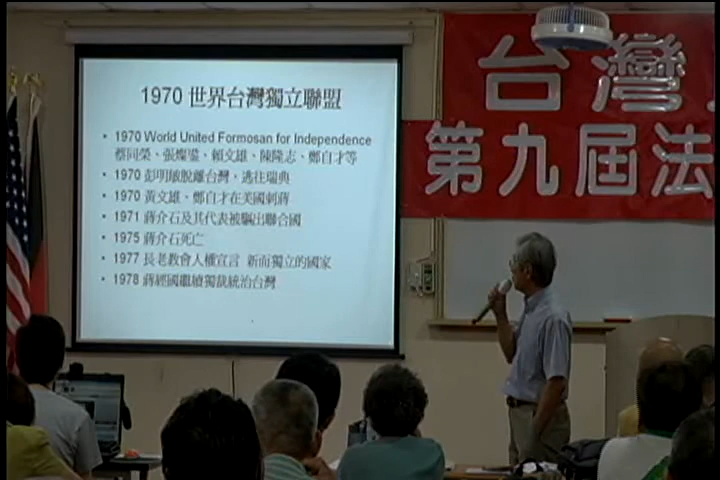 1970 世界台灣獨立聯盟
• 1970 World United Formosan for Independence
蔡同榮、張燦鍙、賴文雄、陳隆志、鄭自才等
• 1970 彭明敏脫離台灣，逃往瑞典
• 1970 黃文雄、鄭自才在美國刺蔣
• 1971 蔣介石及其代表被驅出聯合國
• 1975 蔣介石死亡
• 1977 長老教會人權宣言 新而獨立的國家
• 1978 蔣經國繼續獨裁統治台灣
台灣
第九屆法